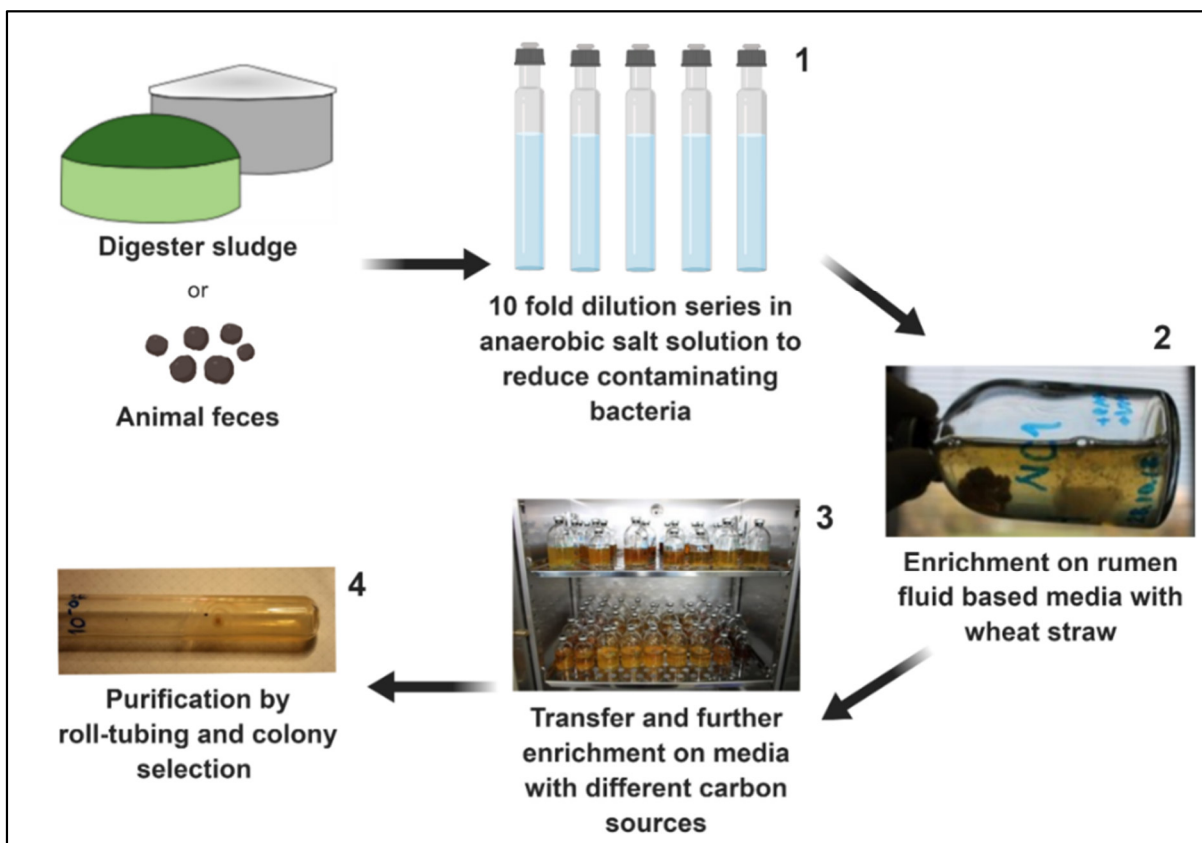 Digester sludge
or
Animal feces
1
10 fold dilution series in
anaerobic salt solution to
reduce contaminating
bacteria
2
NC1
Enrichment on rumen
fluid based media with
wheat straw
3
Transfer and further
enrichment on media
with different carbon
sources
4
Purification by
roll-tubing and colony
selection